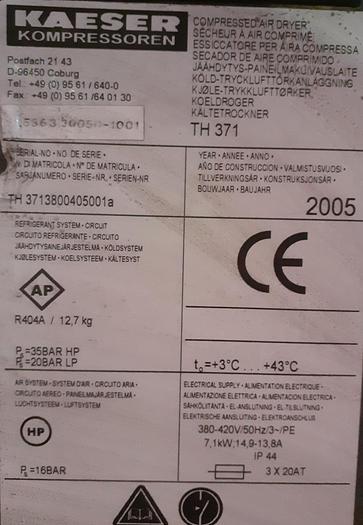 KAESER
KOMPRESSOREN
Postfach 21 43
D-96450 Coburg
Tel. +49 (0) 95 61/ 640-0
Fax +49 (0) 95 61 /64 01 30
COMPRESSED AIR DRYER
SÉCHEUR À AIR COMPRIMÉ
ESSICCATORE PER ARIA COMPRESSA
SECADOR DE AIRE COMPRIMIDO
JÄÄHDYTYS-PAINEILMAKUIVAUSLAITE
KÖLD-TRYCKLUFTTORKANLÄGGNING
KJØLE-TRYKKLUFTTØRKER
KOELDROGER
KÄLTETROCKNER
TH 371
SERIAL-NO · NO DE SERIE ·
N° DI MATRICOLA · N° DE MATRICULA ·
SARJANUMERO · SERIE-NR. · SERIEN-NR
TH 3713800405001a
YEAR · ANNEE · ANNO ·
AÑO DE CONSTRUCCION · VALMISTUSVUOSI ·
TILLVERKNINGSÅR · KONSTRUKSJONSÅR ·
BOUWJAAR · BAUJAHR
2005
REFRIGERANT SYSTEM · CIRCUIT
CIRCUITO REFRIGERANTE · CIRCUITO
JÄÄHDYTYSAINEJÄRJESTELMÄ · KÖLDSYSTEM
KJØLESYSTEM · KOELSYSTEEM · KÄLTESYST
AP
R404A / 12,7 kg
PS=35BAR HP
PS=20BAR LP
CE
to=+3°C ... +43°C
AIR SYSTEM · SYSTEM D'AIR · CIRCUITO ARIA ·
CIRCUITO AEREO · PAINEILMAJÄRJESTELMÄ ·
LUCHTSYSTEEM · LUFTSYSTEM
HP
PS=16BAR
ELECTRICAL SUPPLY · ALIMENTATION ELECTRIQUE ·
ALIMENTAZIONE ELETTRICA · ALIMENTACION ELECTRICA ·
SÄHKÖLIITÄNTÄ · EL-ANSLUTNING · EL-TILSLUTNING ·
ELEKTRISCHE AANSLUITING · ELEKTROANSCHLUß
380-420V/50Hz/3~/PE
7,1kW;14,9-13,8A
IP 44
3 X 20AT